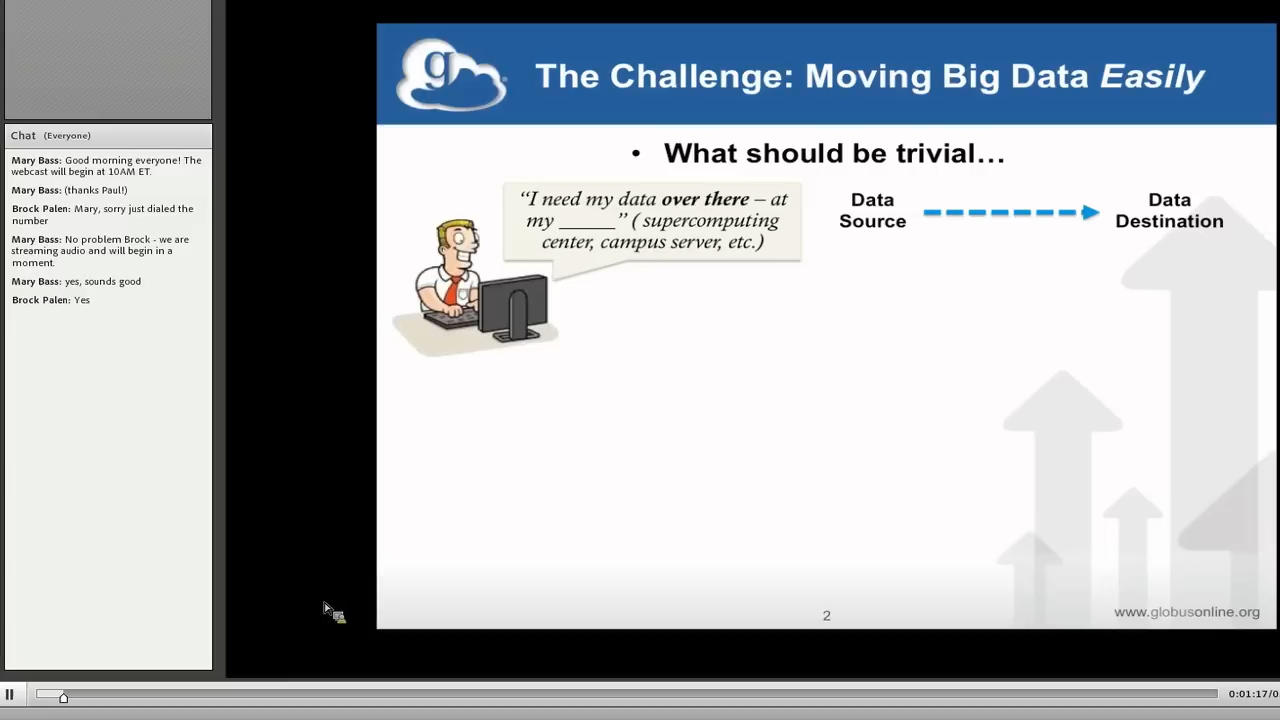 Chat (Everyone)
Mary Bass: Good morning everyone! The
webcast will begin at 10AM ET.
Mary Bass: (thanks Paul!)
Brock Palen: Mary, sorry just dialed the
number
Mary Bass: No problem Brock - we are
streaming audio and will begin in a
moment.
Mary Bass: yes, sounds good
Brock Palen: Yes
g
The Challenge: Moving Big Data Easily
• What should be trivial…
“I need my data over there – at
my _____ ” ( supercomputing
center, campus server, etc.)
Data
Source
Data
Destination
2
www.globusonline.org
0:01:17/0